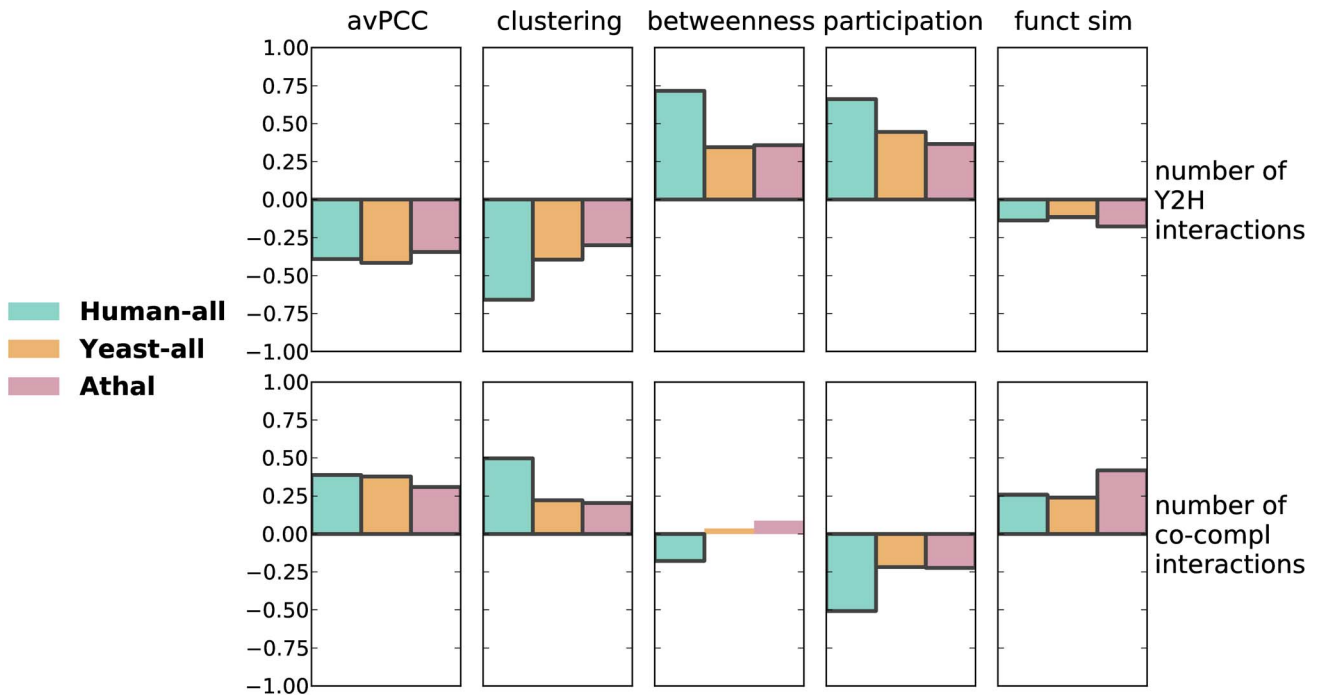 avPCC clustering betweenness participation funct sim
1.00
0.75
0.50
0.25
0.00
−0.25
−0.50
−0.75
−1.00
number of
Y2H
interactions
Human-all
Yeast-all
Athal
1.00
0.75
0.50
0.25
0.00
−0.25
−0.50
−0.75
−1.00
number of
co-compl
interactions